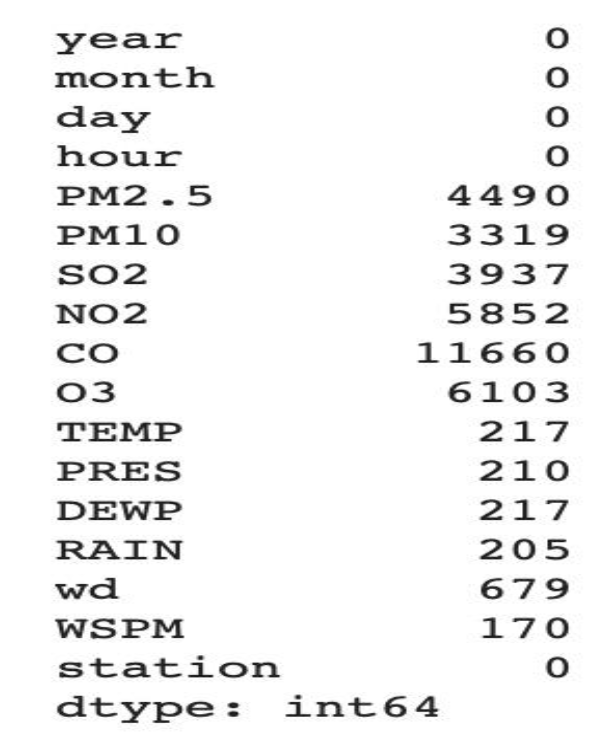 year 0
month 0
day 0
hour 0
PM2.5 4490
PM10 3319
SO2 3937
NO2 5852
CO 11660
O3 6103
TEMP 217
PRES 210
DEWP 217
RAIN 205
wd 679
WSPM 170
station 0
dtype: int64